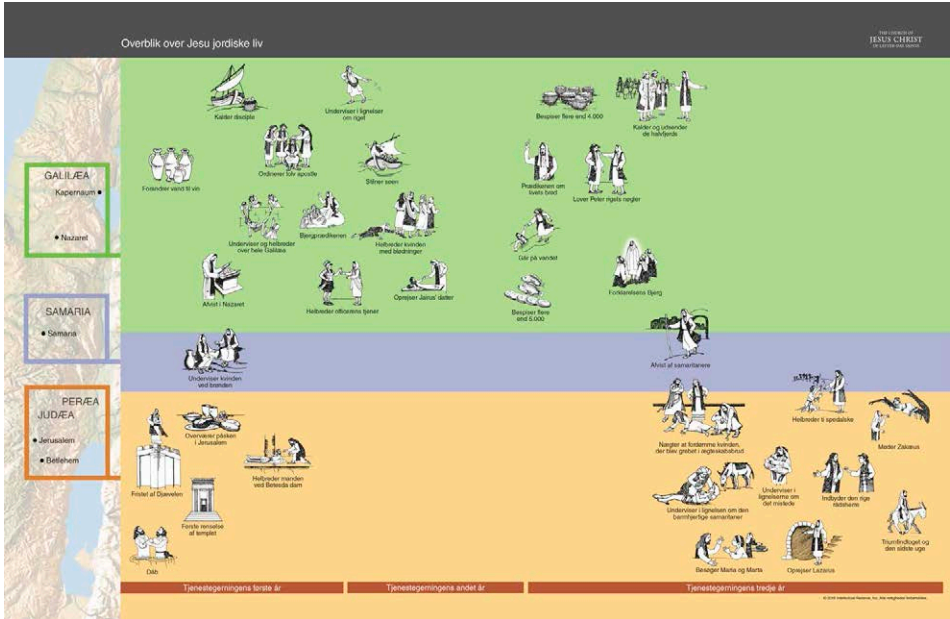 Overblik over Jesu jordiske liv
THE CHURCH OF
JESUS CHRIST
OF LATTER-DAY SAINTS
GALILÆA
Kapernaum
Nazaret
SAMARIA
Samaria
PERÆA
JUDÆA
Jerusalem
Betlehem
Kalder disciple
Underviser i lignelser
om riget
Bespiser flere end 4.000
Kalder og udsender
de halvfjerds
Forandrer vand til vin
Ordinerer tolv apostle
Stiller søen
Prædikenen om
livets brød
Lover Peter rigets nøgler
Underviser og helbreder
over hele Galilæa
Bjergprædikenen
Helbreder kvinden
med blødninger
Går på vandet
Afvist i Nazaret
Helbreder officerens tjener
Oprejser Jairus' datter
Bespiser flere
end 5.000
Forklarelsens Bjerg
Underviser kvinden
ved brønden
Afvist af samaritanere
Fristet af Djævelen
Overværer påsken
i Jerusalem
Helbreder manden
ved Betesda dam
Første renselse
af templet
Dåb
Nægter at fordømme kvinden,
der blev grebet i ægteskabsbrud
Helbreder ti spedalske
Møder Zakæus
Underviser i lignelsen om den
barmhjertige samaritaner
Underviser i
lignelserne om
det mistede
Indbyder den rige
rådsherre
Triumfindtoget og
den sidste uge
Besøger Maria og Marta
Oprejser Lazarus
Tjenestegerningens første år
Tjenestegerningens andet år
Tjenestegerningens tredje år